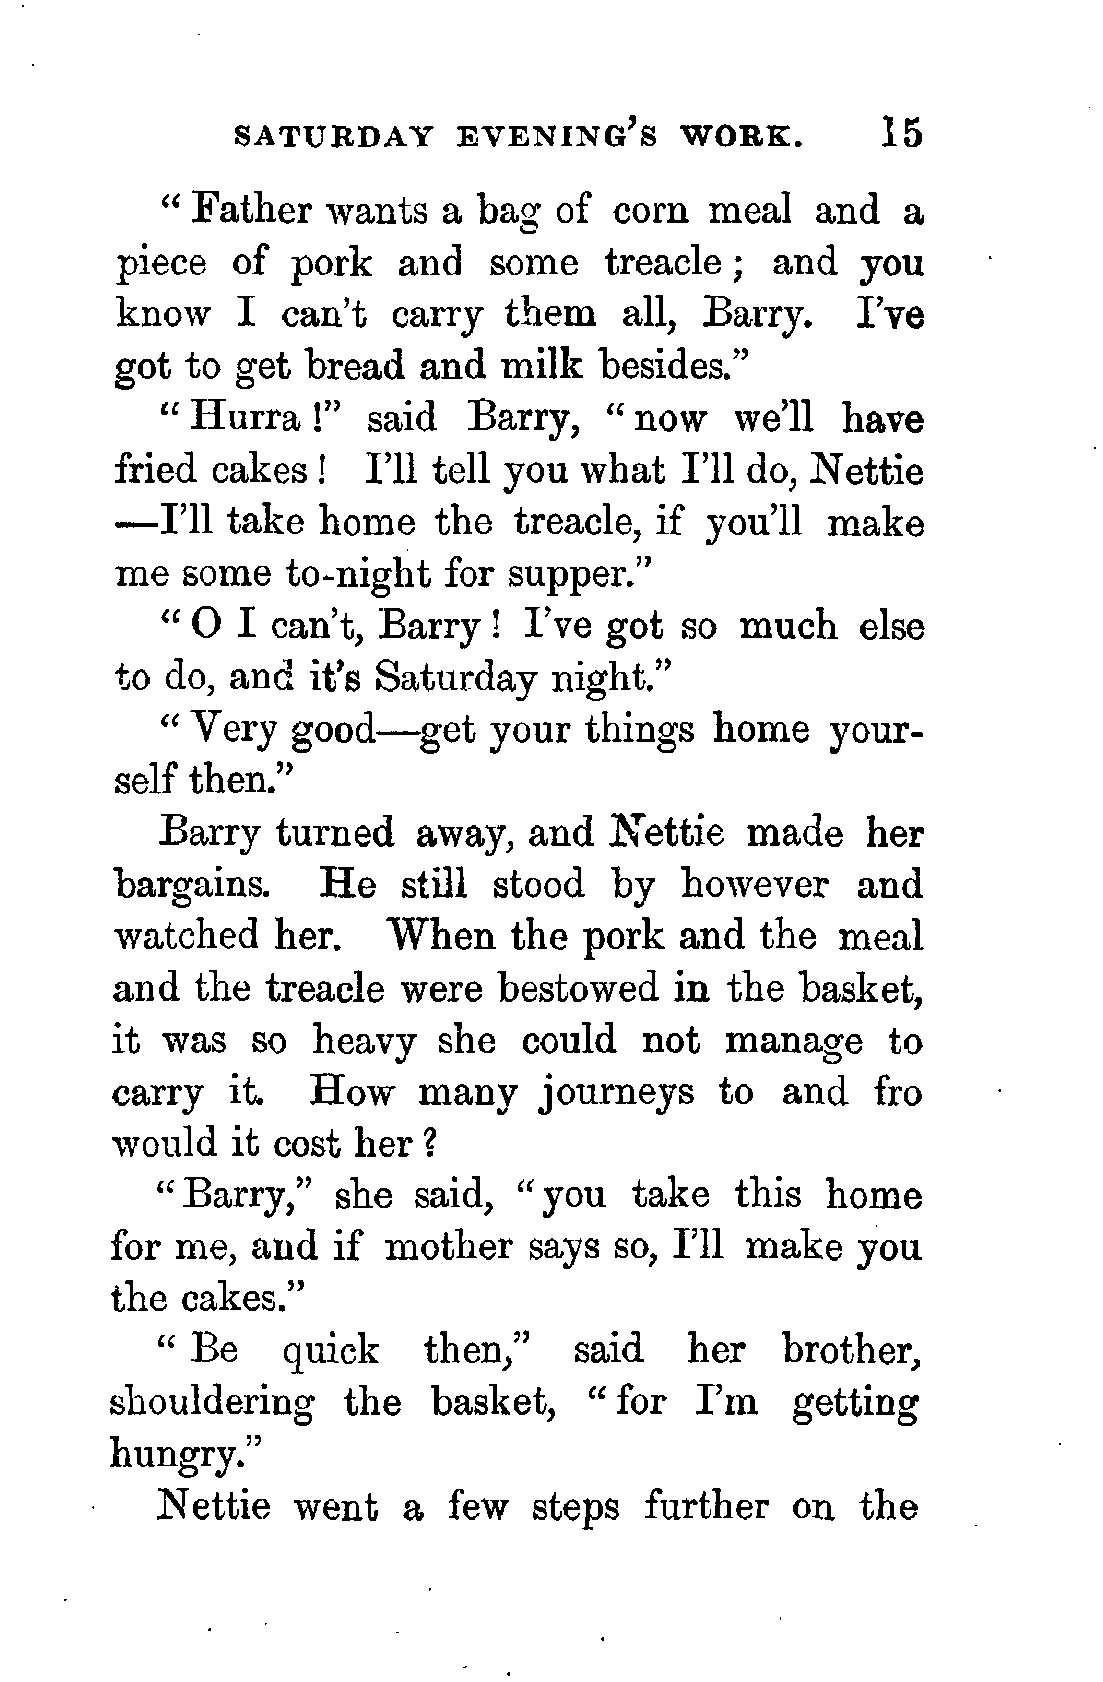 SATURDAY EVENING'S WORK. 15
" Father wants a bag of corn meal and a
piece of pork and some treacle ; and you
know I can't carry them all, Barry. I've
got to get bread and milk besides."
" Hurra !" said Barry, " now we'll have
fried cakes ! I'll tell you what I'll do, Nettie
—I'll take home the treacle, if you'll make
me some to-night for supper."
" O I can't, Barry ! I've got so much else
to do, and it's Saturday night."
" Very good—get your things home your-
self then."
Barry turned away, and Nettie made her
bargains. He still stood by however and
watched her. When the pork and the meal
and the treacle were bestowed in the basket,
it was so heavy she could not manage to
carry it. How many journeys to and fro
would it cost her ?
" Barry," she said, " you take this home
for me, and if mother says so, I'll make you
the cakes."
" Be quick then," said her brother,
shouldering the basket, " for I'm getting
hungry."
Nettie went a few steps further on the